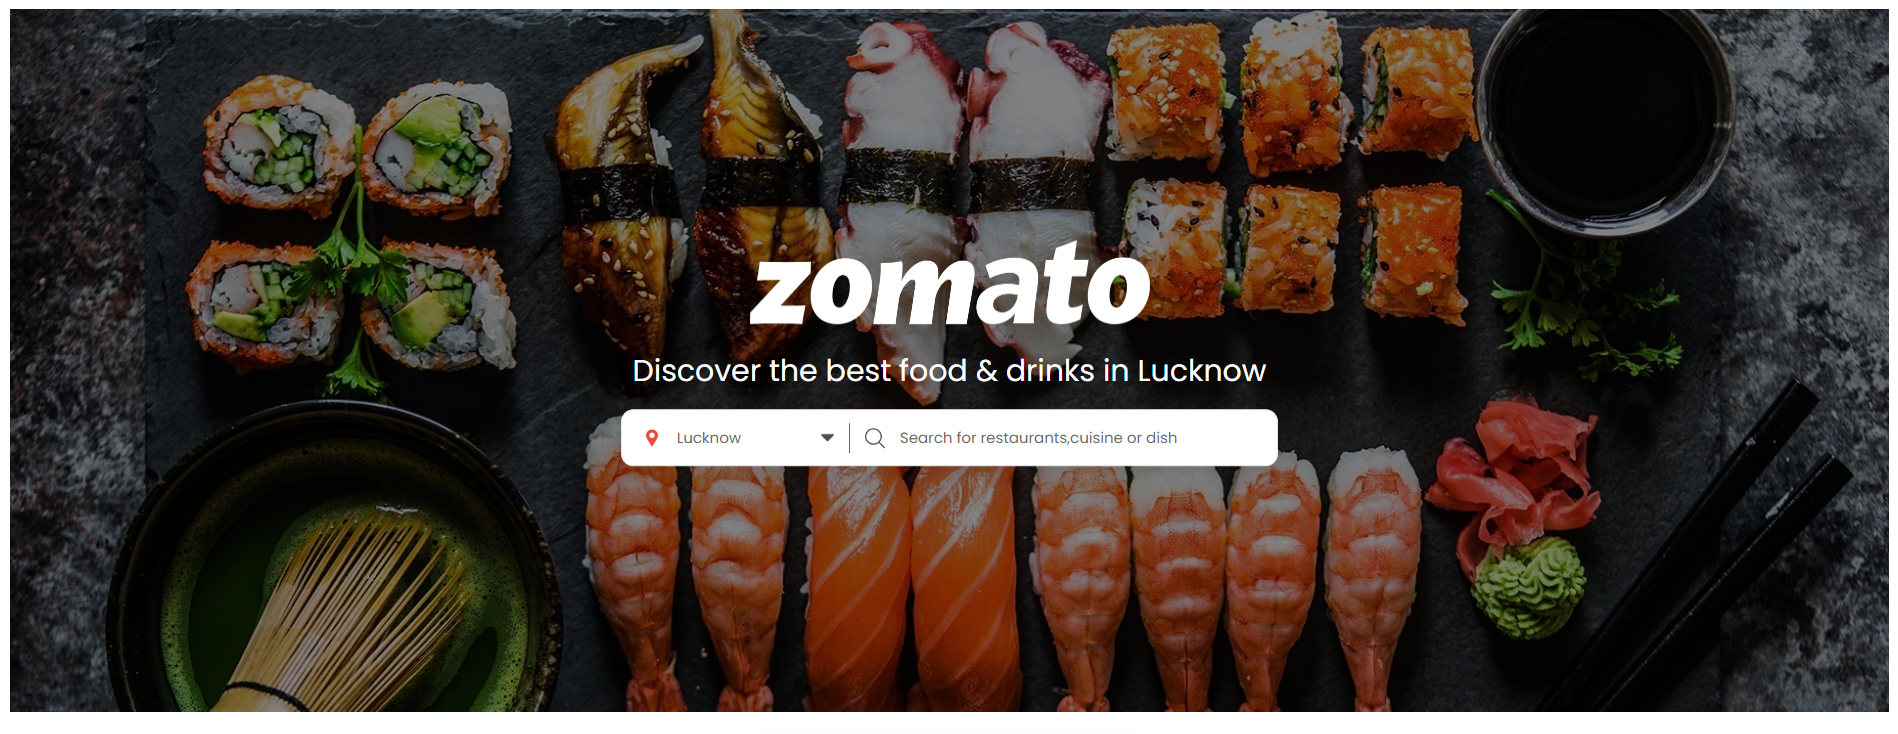 zomato
Discover the best food & drinks in Lucknow
Lucknow
Search for restaurants,cuisine or dish